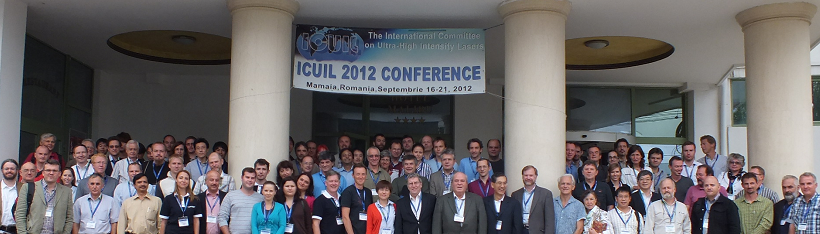 ICUIL The International Committee
on Ultra-High Intensity Lasers
ICUIL 2012 CONFERENCE
Mamaia, Romania, Septembrie 16-21, 2012